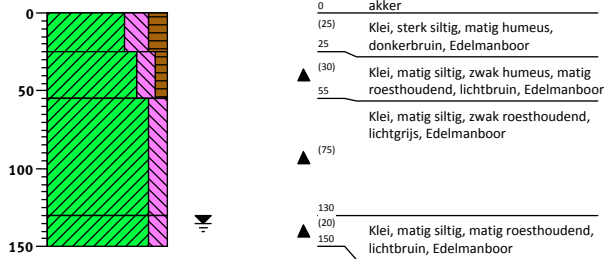 0
50
100
150
0 akker
(25) Klei, sterk siltig, matig humeus,
25 donkerbruin, Edelmanboor
(30) Klei, matig siltig, zwak humeus, matig
55 roesthoudend, lichtbruin, Edelmanboor
Klei, matig siltig, zwak roesthoudend,
(75) lichtgrijs, Edelmanboor
130
(20) Klei, matig siltig, matig roesthoudend,
150 lichtbruin, Edelmanboor